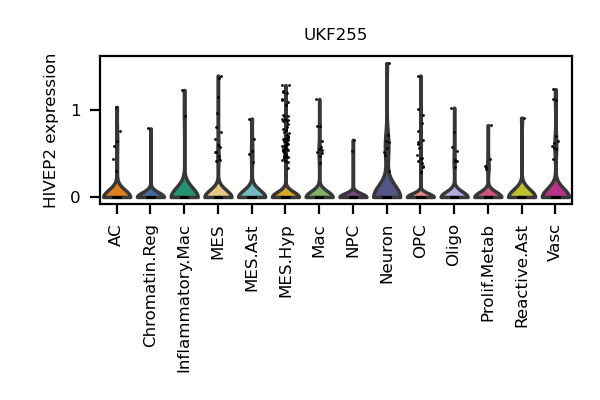 UKF255
HIVEP2 expression
1
0
AC
Chromatin.Reg
Inflammatory.Mac
MES
MES.Ast
MES.Hyp
Mac
NPC
Neuron
OPC
Oligo
Prolif.Metab
Reactive.Ast
Vasc